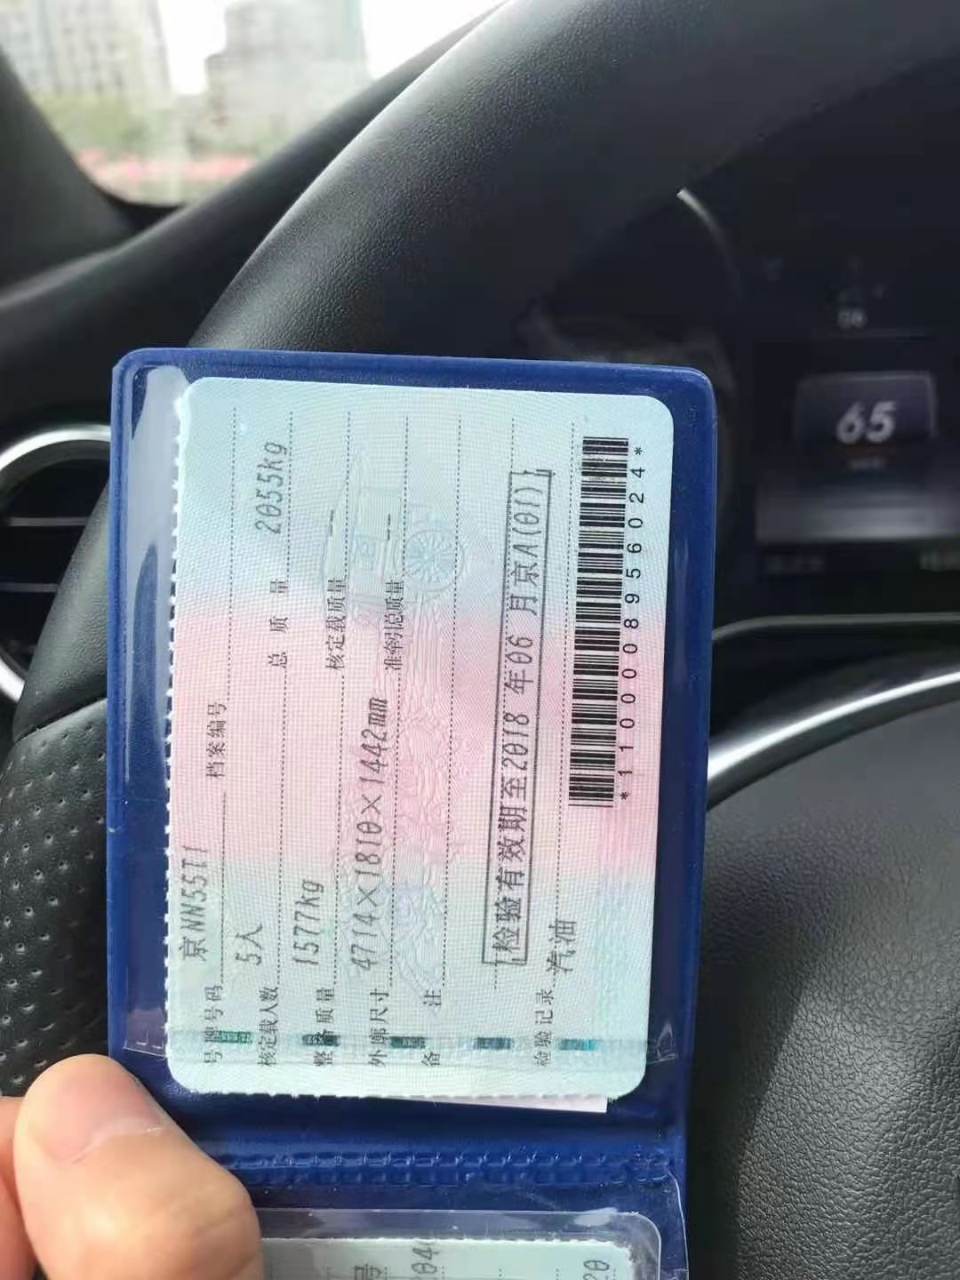 号牌号码 京NN55T1 档案编号
核定载人数 5人 总质量 2055kg
整备质量 1577kg 核定载质量 --
外廓尺寸 4714×1810×1442mm 准牵引总质量 --
备注
检验有效期至2018年06月京A(01)
检验记录 汽油
*1100008956024*
65